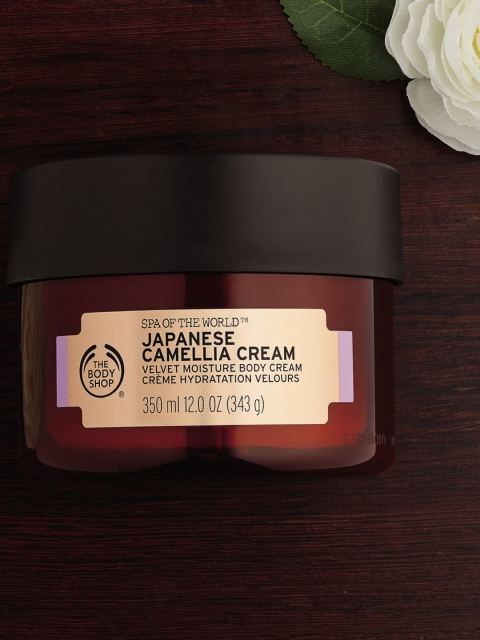 SPA OF THE WORLD™
JAPANESE
CAMELLIA CREAM
VELVET MOISTURE BODY CREAM
CRÈME HYDRATATION VELOURS
350 ml 12.0 OZ (343 g)
THE
BODY
SHOP
®